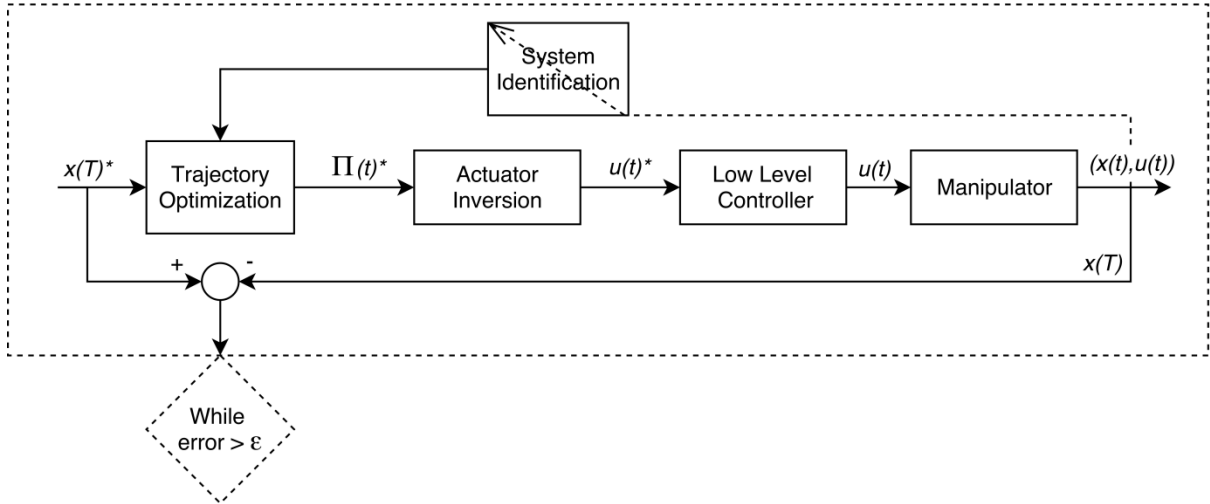 System
Identification
x(T)*
Trajectory
Optimization
Π(t)*
Actuator
Inversion
u(t)*
Low Level
Controller
u(t)
Manipulator
(x(t),u(t))
+
-
x(T)
While
error > ε